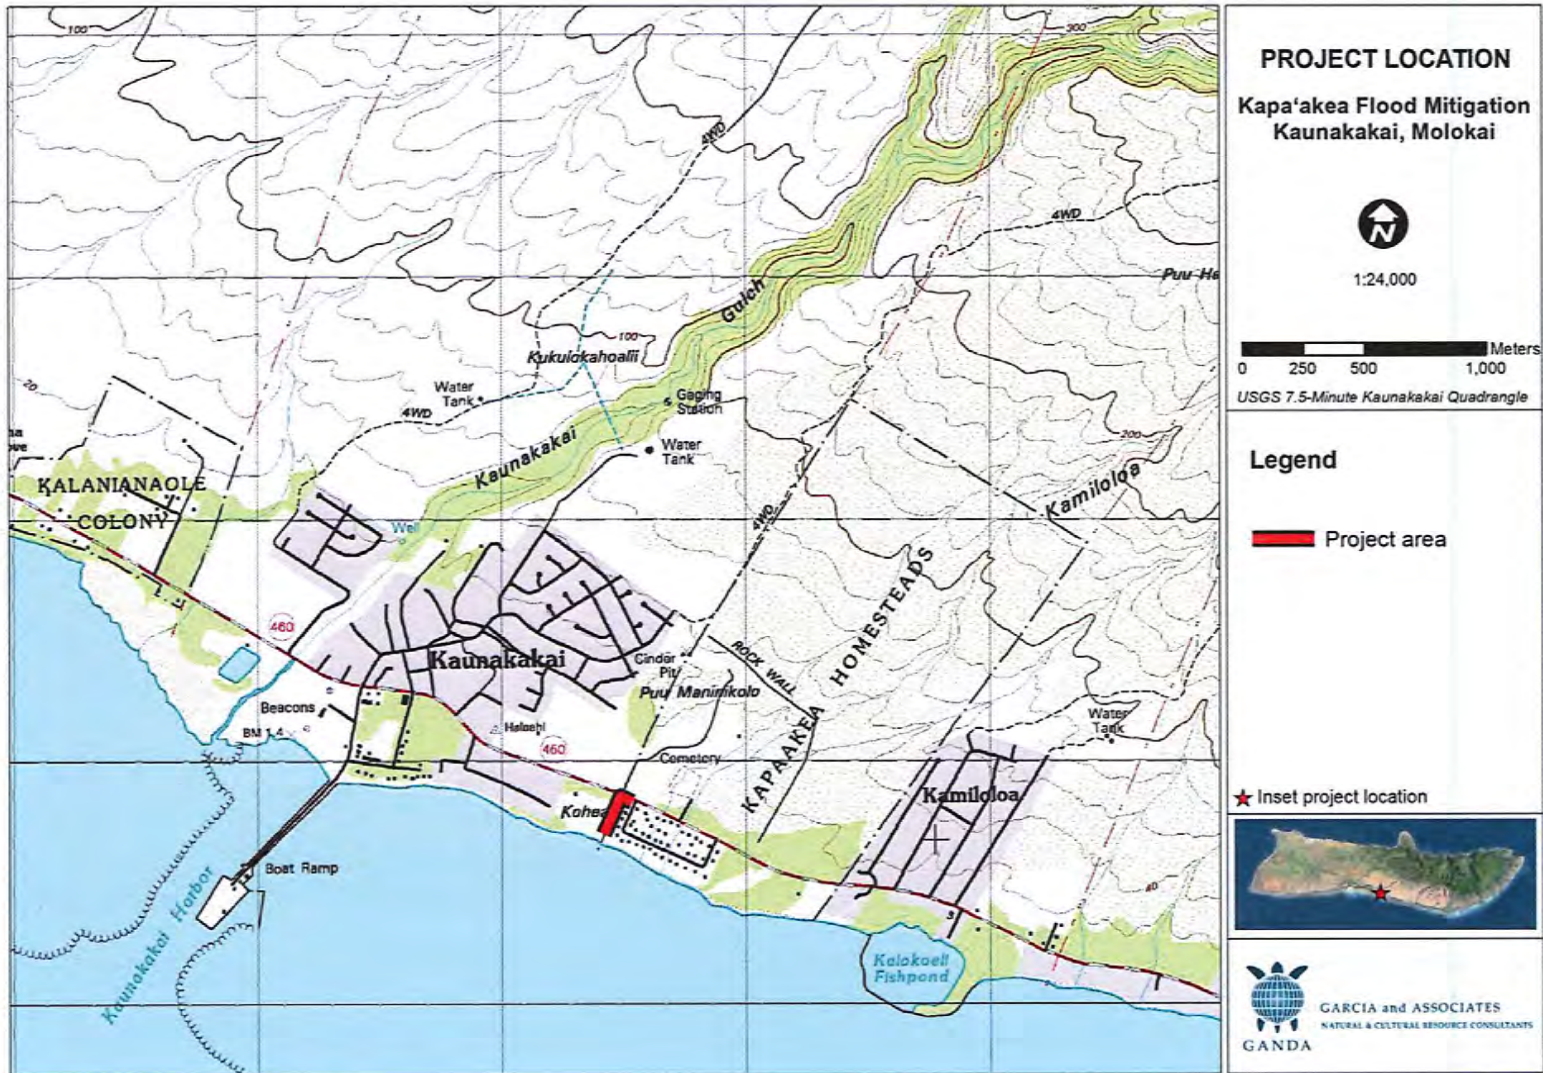 PROJECT LOCATION
Kapa‘akea Flood Mitigation
Kaunakakai, Molokai
N
1:24,000
Meters
0 250 500 1,000
USGS 7.5-Minute Kaunakakai Quadrangle
Legend
Project area
Inset project location
GANDA
GARCIA and ASSOCIATES
NATURAL & CULTURAL RESOURCE CONSULTANTS
100
300
4WD
4WD
Gulch
100
Kukuiokahoalii
Water
Tank
4WD
20
Gaging
Station
Water
Tank
Kaunakakai
200
Kamiloloa
KALANIANAOLE
COLONY
Well
4WD
KAPAAKEA HOMESTEADS
460
Kaunakakai
Cinder
Pit
ROCK WALL
Puu Maninikolo
Beacons
BM 1.4
460
Cemetery
Water
Tank
Kamiloloa
Kohea
Boat Ramp
Kaunakakai Harbor
3
40
Kalokoeli
Fishpond